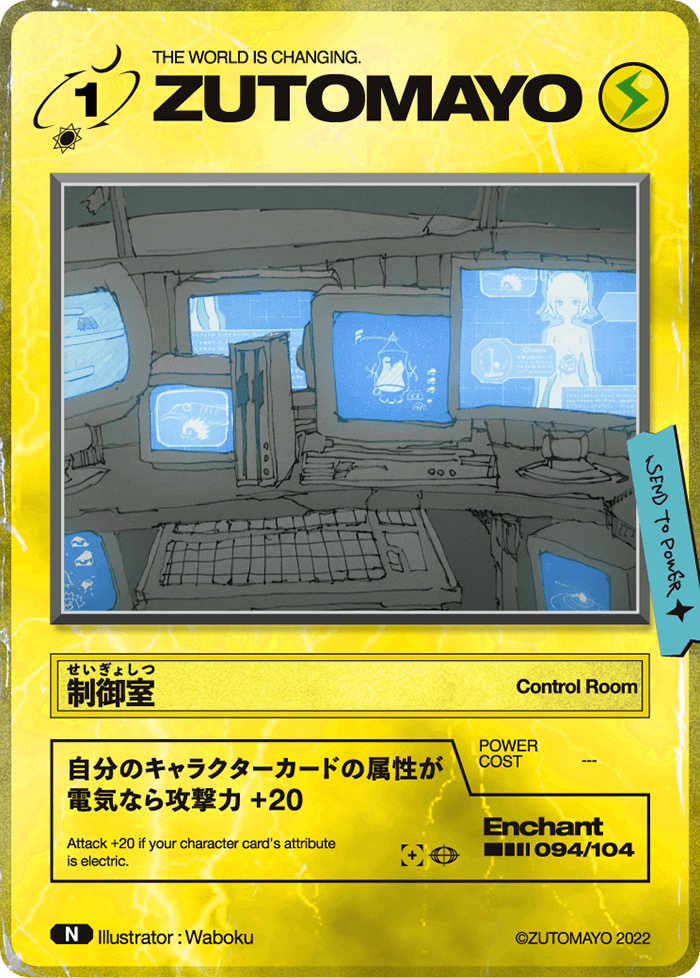 THE WORLD IS CHANGING.
1
ZUTOMAYO
SEND TO POWER
せいぎょしつ
制御室
Control Room
自分のキャラクターカードの属性が
電気なら攻撃力 +20
Attack +20 if your character card's attribute
is electric.
POWER
COST
---
Enchant
094/104
N
Illustrator : Waboku
©ZUTOMAYO 2022